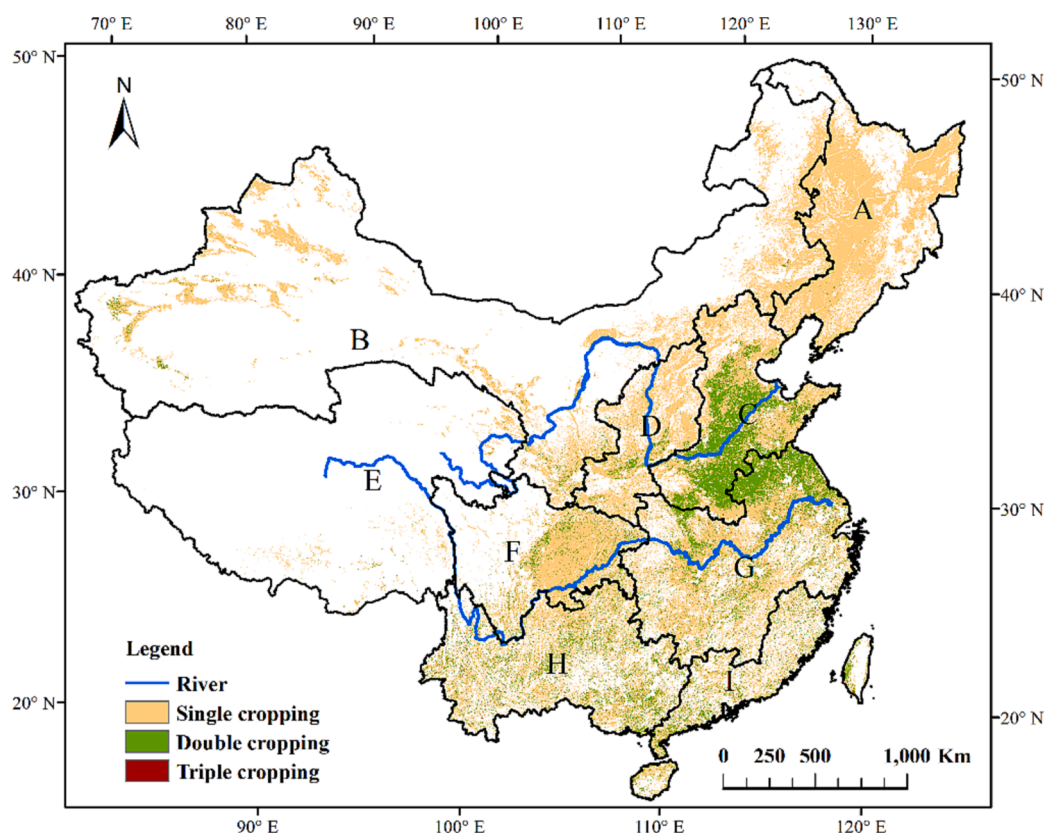 70° E 80° E 90° E 100° E 110° E 120° E 130° E
50° N 50° N
N
A
40° N 40° N
B
C
D
30° N E 30° N
F
G
H
I
20° N 20° N
Legend
River
Single cropping
Double cropping
Triple cropping
0 250 500 1,000 Km
90° E 100° E 110° E 120° E